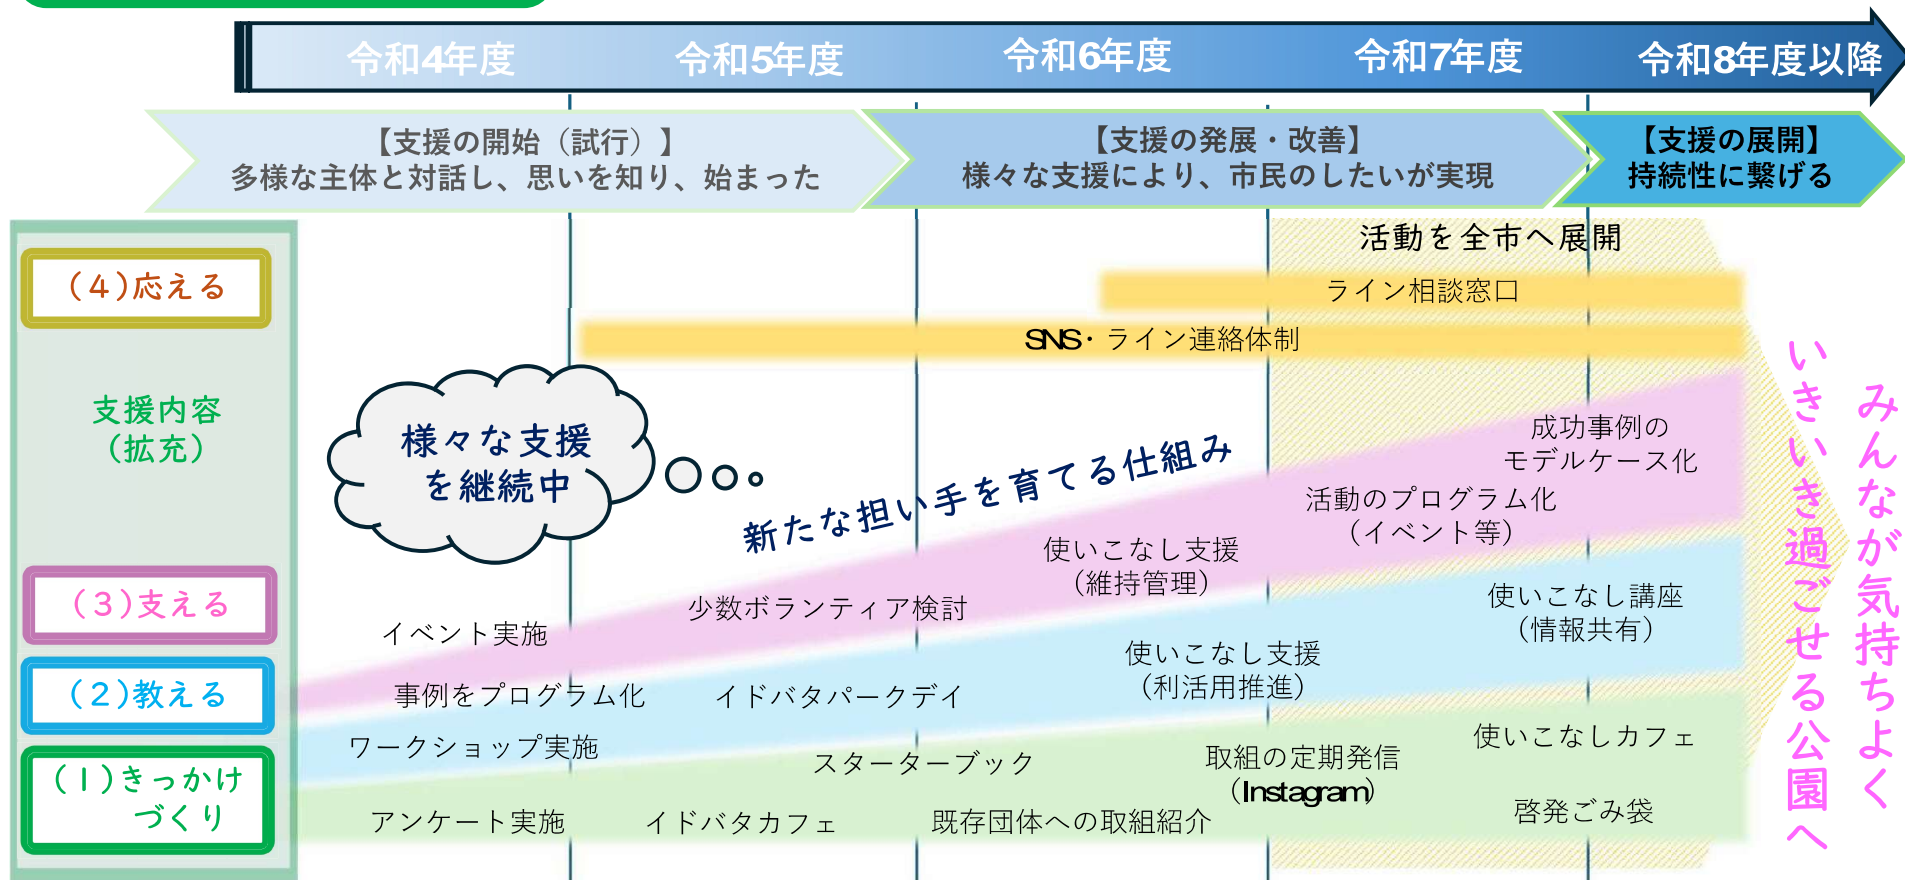 令和4年度
令和5年度
令和6年度
令和7年度
令和8年度以降
【支援の開始（試行）】
多様な主体と対話し、思いを知り、始まった
【支援の発展・改善】
様々な支援により、市民のしたいが実現
【支援の展開】
持続性に繋げる
活動を全市へ展開
（４）応える
ライン相談窓口
SNS・ライン連絡体制
支援内容
（拡充）
様々な支援
を継続中
新たな担い手を育てる仕組み
成功事例の
モデルケース化
活動のプログラム化
（イベント等）
使いこなし支援
（維持管理）
少数ボランティア検討
イベント実施
（３）支える
使いこなし講座
（情報共有）
使いこなし支援
（利活用推進）
イドバタパークデイ
事例をプログラム化
（２）教える
ワークショップ実施
スターターブック
取組の定期発信
（Instagram）
使いこなしカフェ
（１）きっかけ
づくり
アンケート実施
イドバタカフェ
既存団体への取組紹介
啓発ごみ袋
みんなが気持ちよく
いきいき過ごせる公園へ